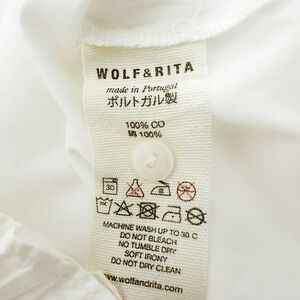 WOLF&RITA
made in Portugal
ポルトガル製
100% CO
綿 100%
30
MACHINE WASH UP TO 30 C
DO NOT BLEACH
NO TUMBLE DRY
SOFT IRONY
DO NOT DRY CLEAN
www.wolfandrita.com